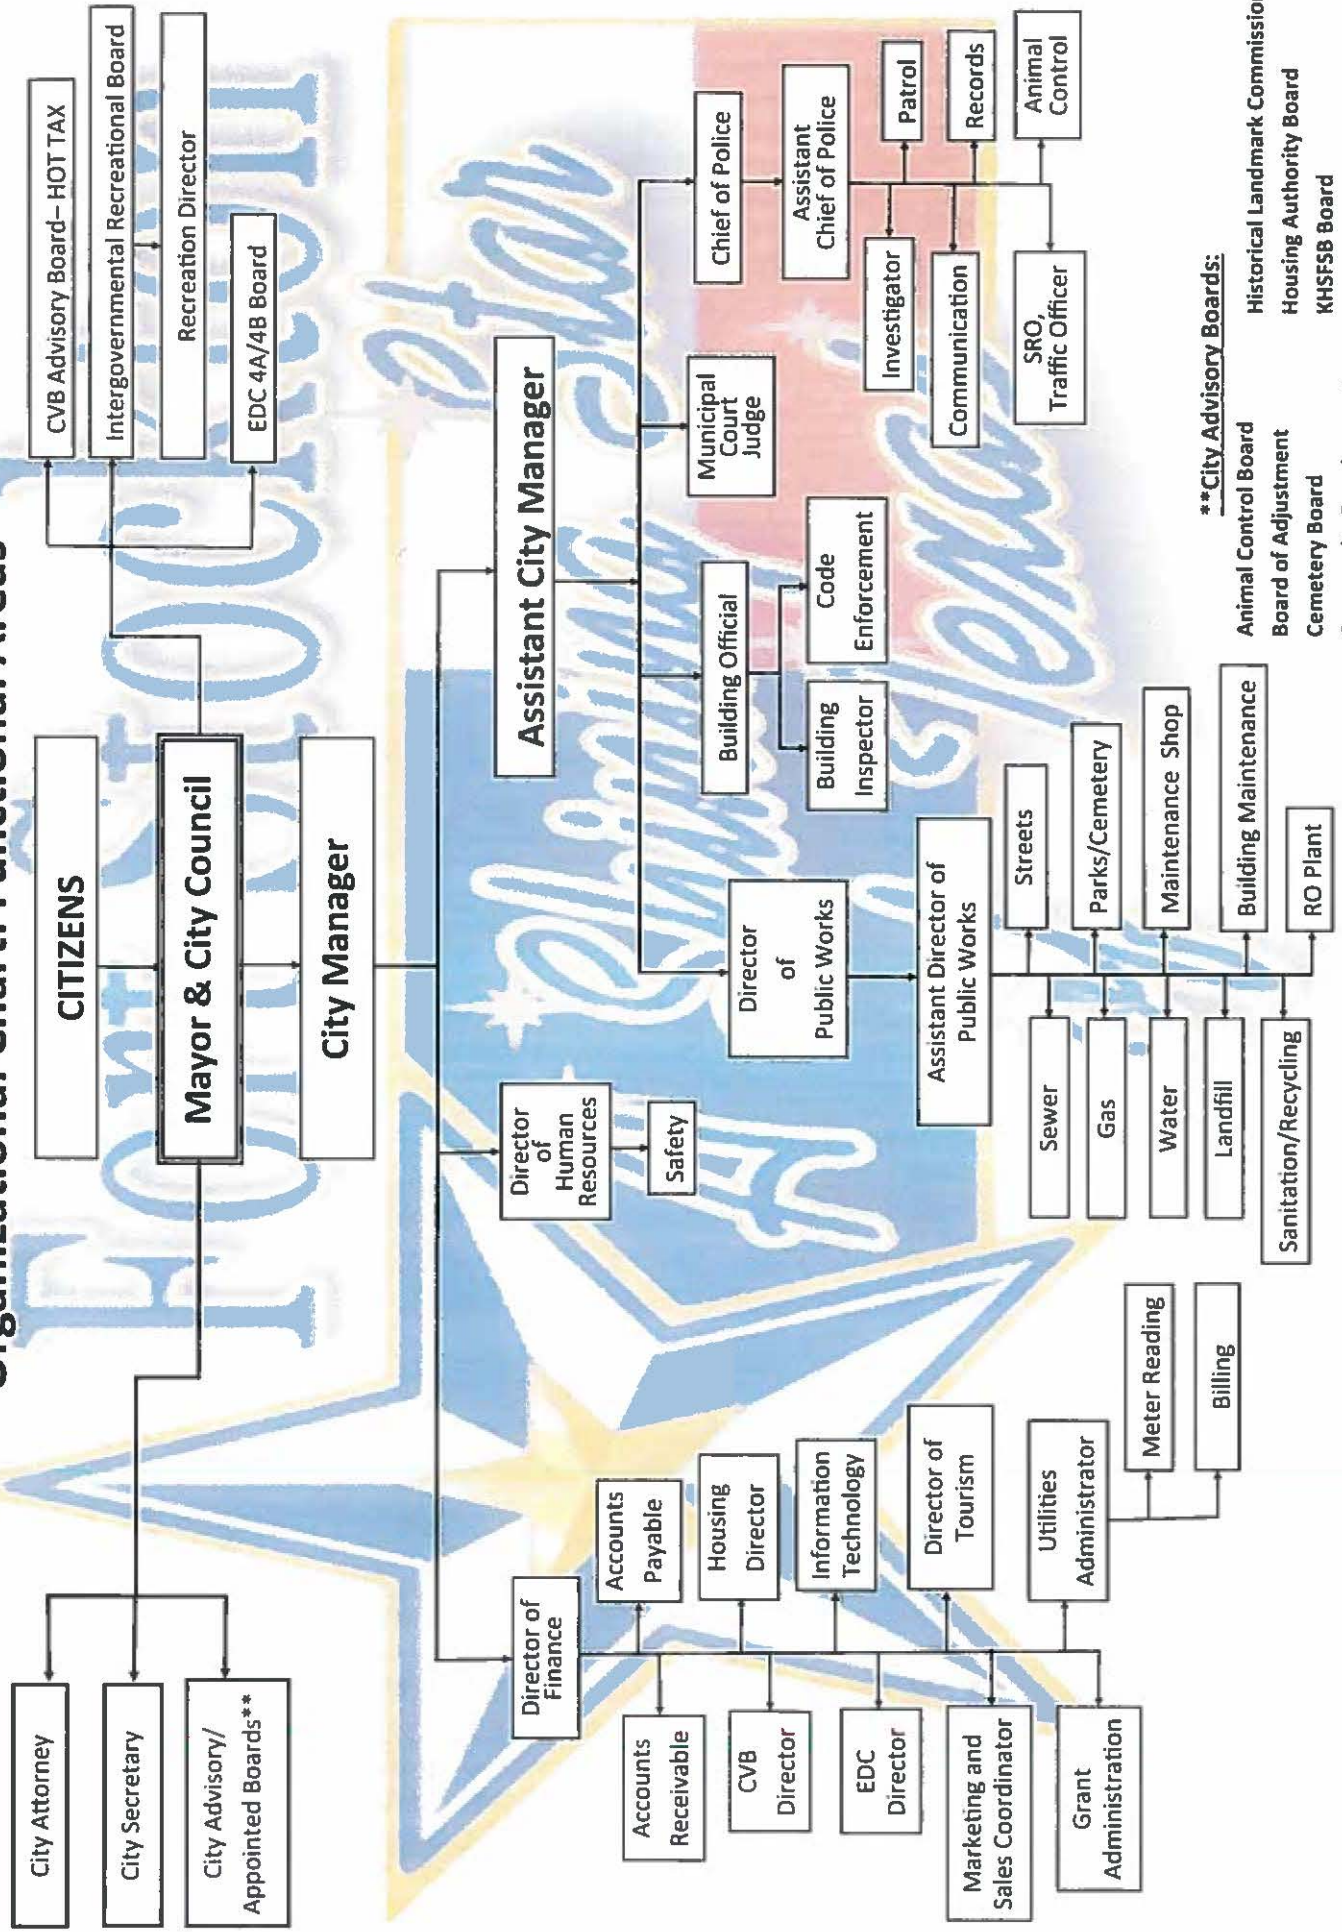 Organizational Chart: Functional Areas
CITIZENS
Mayor & City Council
City Manager
City Attorney
City Secretary
City Advisory/
Appointed Boards**
CVB Advisory Board– HOT TAX
Intergovernmental Recreational Board
Recreation Director
EDC 4A/4B Board
Fort Stockton
A Shining Star
of Texas
Director of
Finance
Accounts
Payable
Accounts
Receivable
Housing
Director
CVB
Director
Information
Technology
EDC
Director
Director of
Tourism
Marketing and
Sales Coordinator
Utilities
Administrator
Grant
Administration
Meter Reading
Billing
Director
of
Human
Resources
Safety
Assistant City Manager
Director
of
Public Works
Assistant Director of
Public Works
Streets
Sewer
Parks/Cemetery
Gas
Maintenance Shop
Water
Building Maintenance
Landfill
RO Plant
Sanitation/Recycling
Building Official
Building
Inspector
Code
Enforcement
Municipal
Court
Judge
Chief of Police
Assistant
Chief of Police
Patrol
Investigator
Records
Communication
Animal
Control
SRO,
Traffic Officer
**City Advisory Boards:
Animal Control Board
Board of Adjustment
Cemetery Board
Historical Landmark Commission
Housing Authority Board
KHSFSB Board